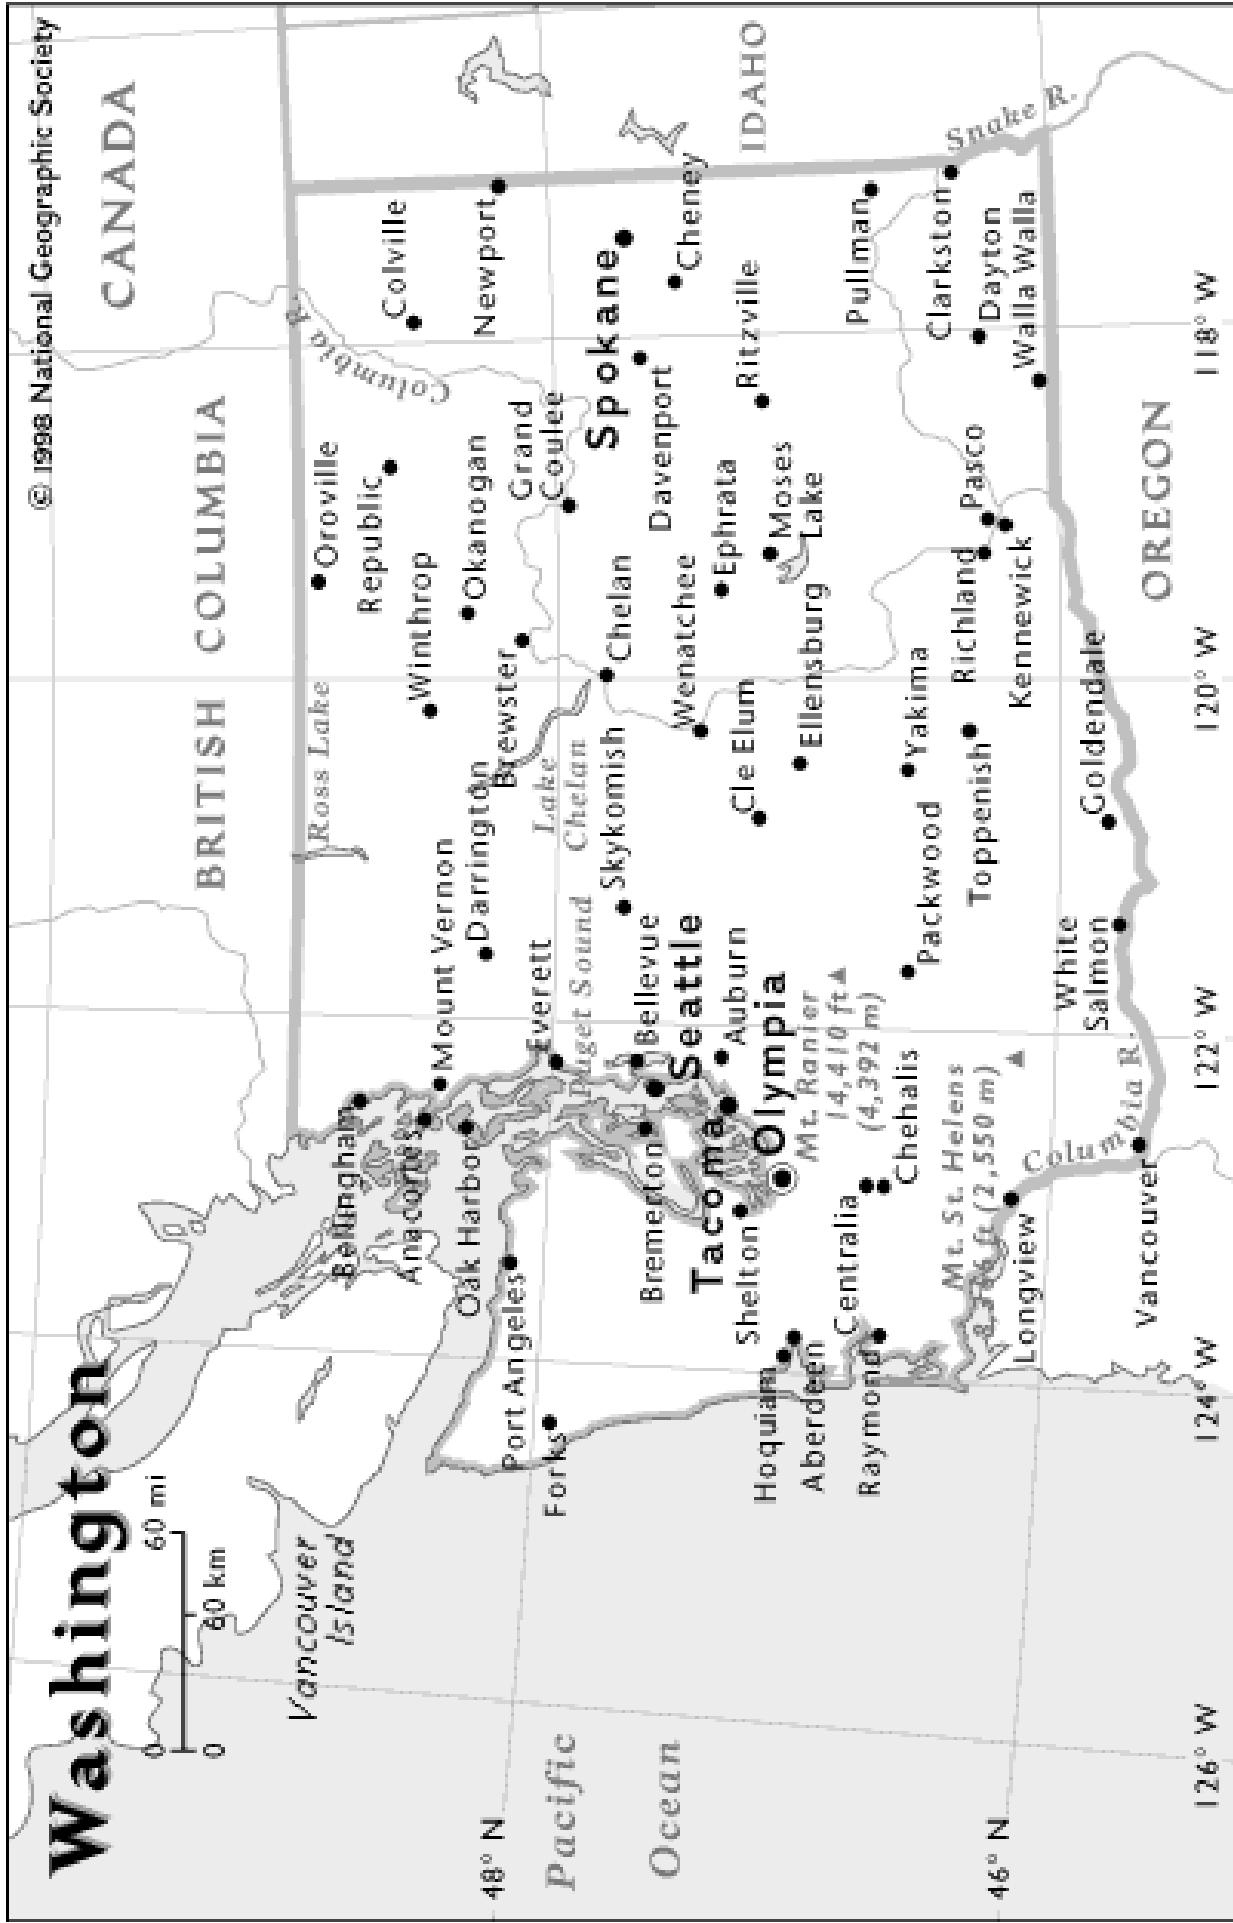 Washington
© 1998 National Geographic Society
CANADA
BRITISH COLUMBIA
0 60 mi
0 80 km
Vancouver
Island
Ross Lake
Columbia R.
Oroville
Republic
Colville
Winthrop
Okanogan
Newport
Bellingham
Anacortes
Mount Vernon
Oak Harbor
Darrington
Brewster
Grand
Coulee
Lake
Chelan
Port Angeles
Forks
Everett
Puget Sound
Skykomish
Chelan
Spokane
Davenport
Cheney
Bremerton
Bellevue
Seattle
Wenatchee
Ephrata
Ritzville
IDAHO
Tacoma
Auburn
Cle Elum
Moses
Lake
Shelton
Olympia
Ellensburg
Hoquiam
Aberdeen
Mt. Ranier
14,410 ft
(4,392 m)
Centralia
Chehalis
Raymond
Packwood
Yakima
Pullman
Toppenish
Richland
Pasco
Kennewick
Clarkston
Dayton
Walla Walla
Snake R.
Mt. St. Helens
8,366 ft (2,550 m)
Longview
Columbia R.
White
Salmon
Goldendale
Vancouver
OREGON
Pacific
Ocean
48° N
46° N
126° W
124° W
122° W
120° W
118° W